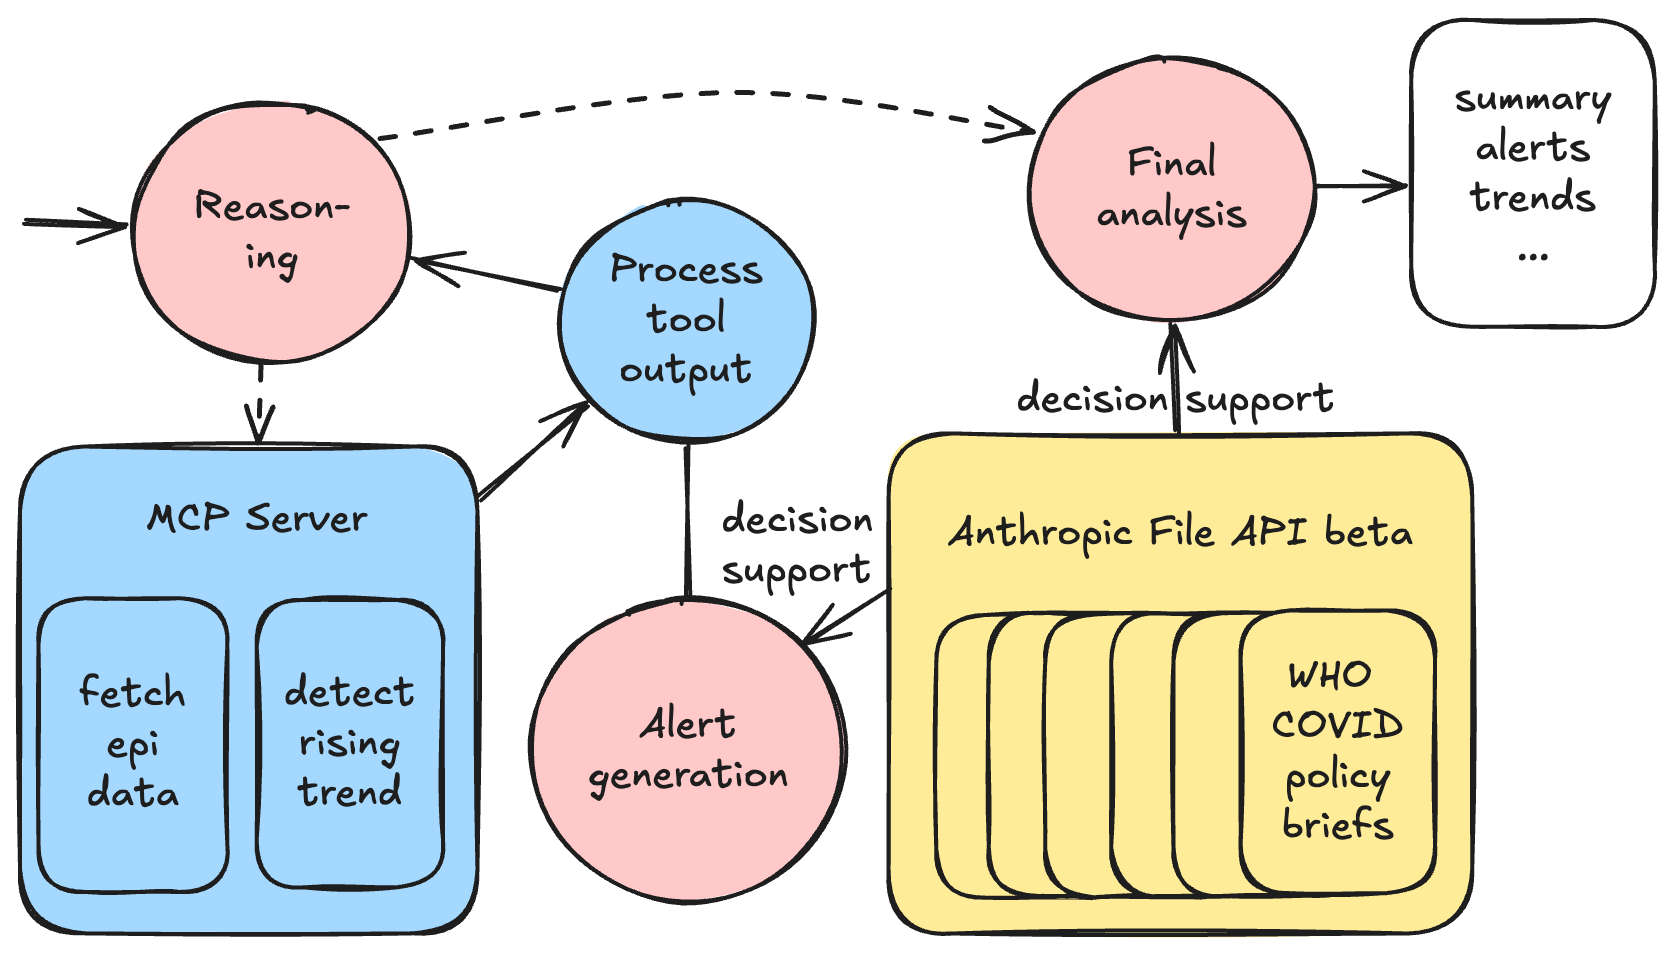 Reason-
ing
Process
tool
output
Final
analysis
summary
alerts
trends
...
MCP Server
fetch
epi
data
detect
rising
trend
Alert
generation
decision
support
decision support
Anthropic File API beta
WHO
COVID
policy
briefs